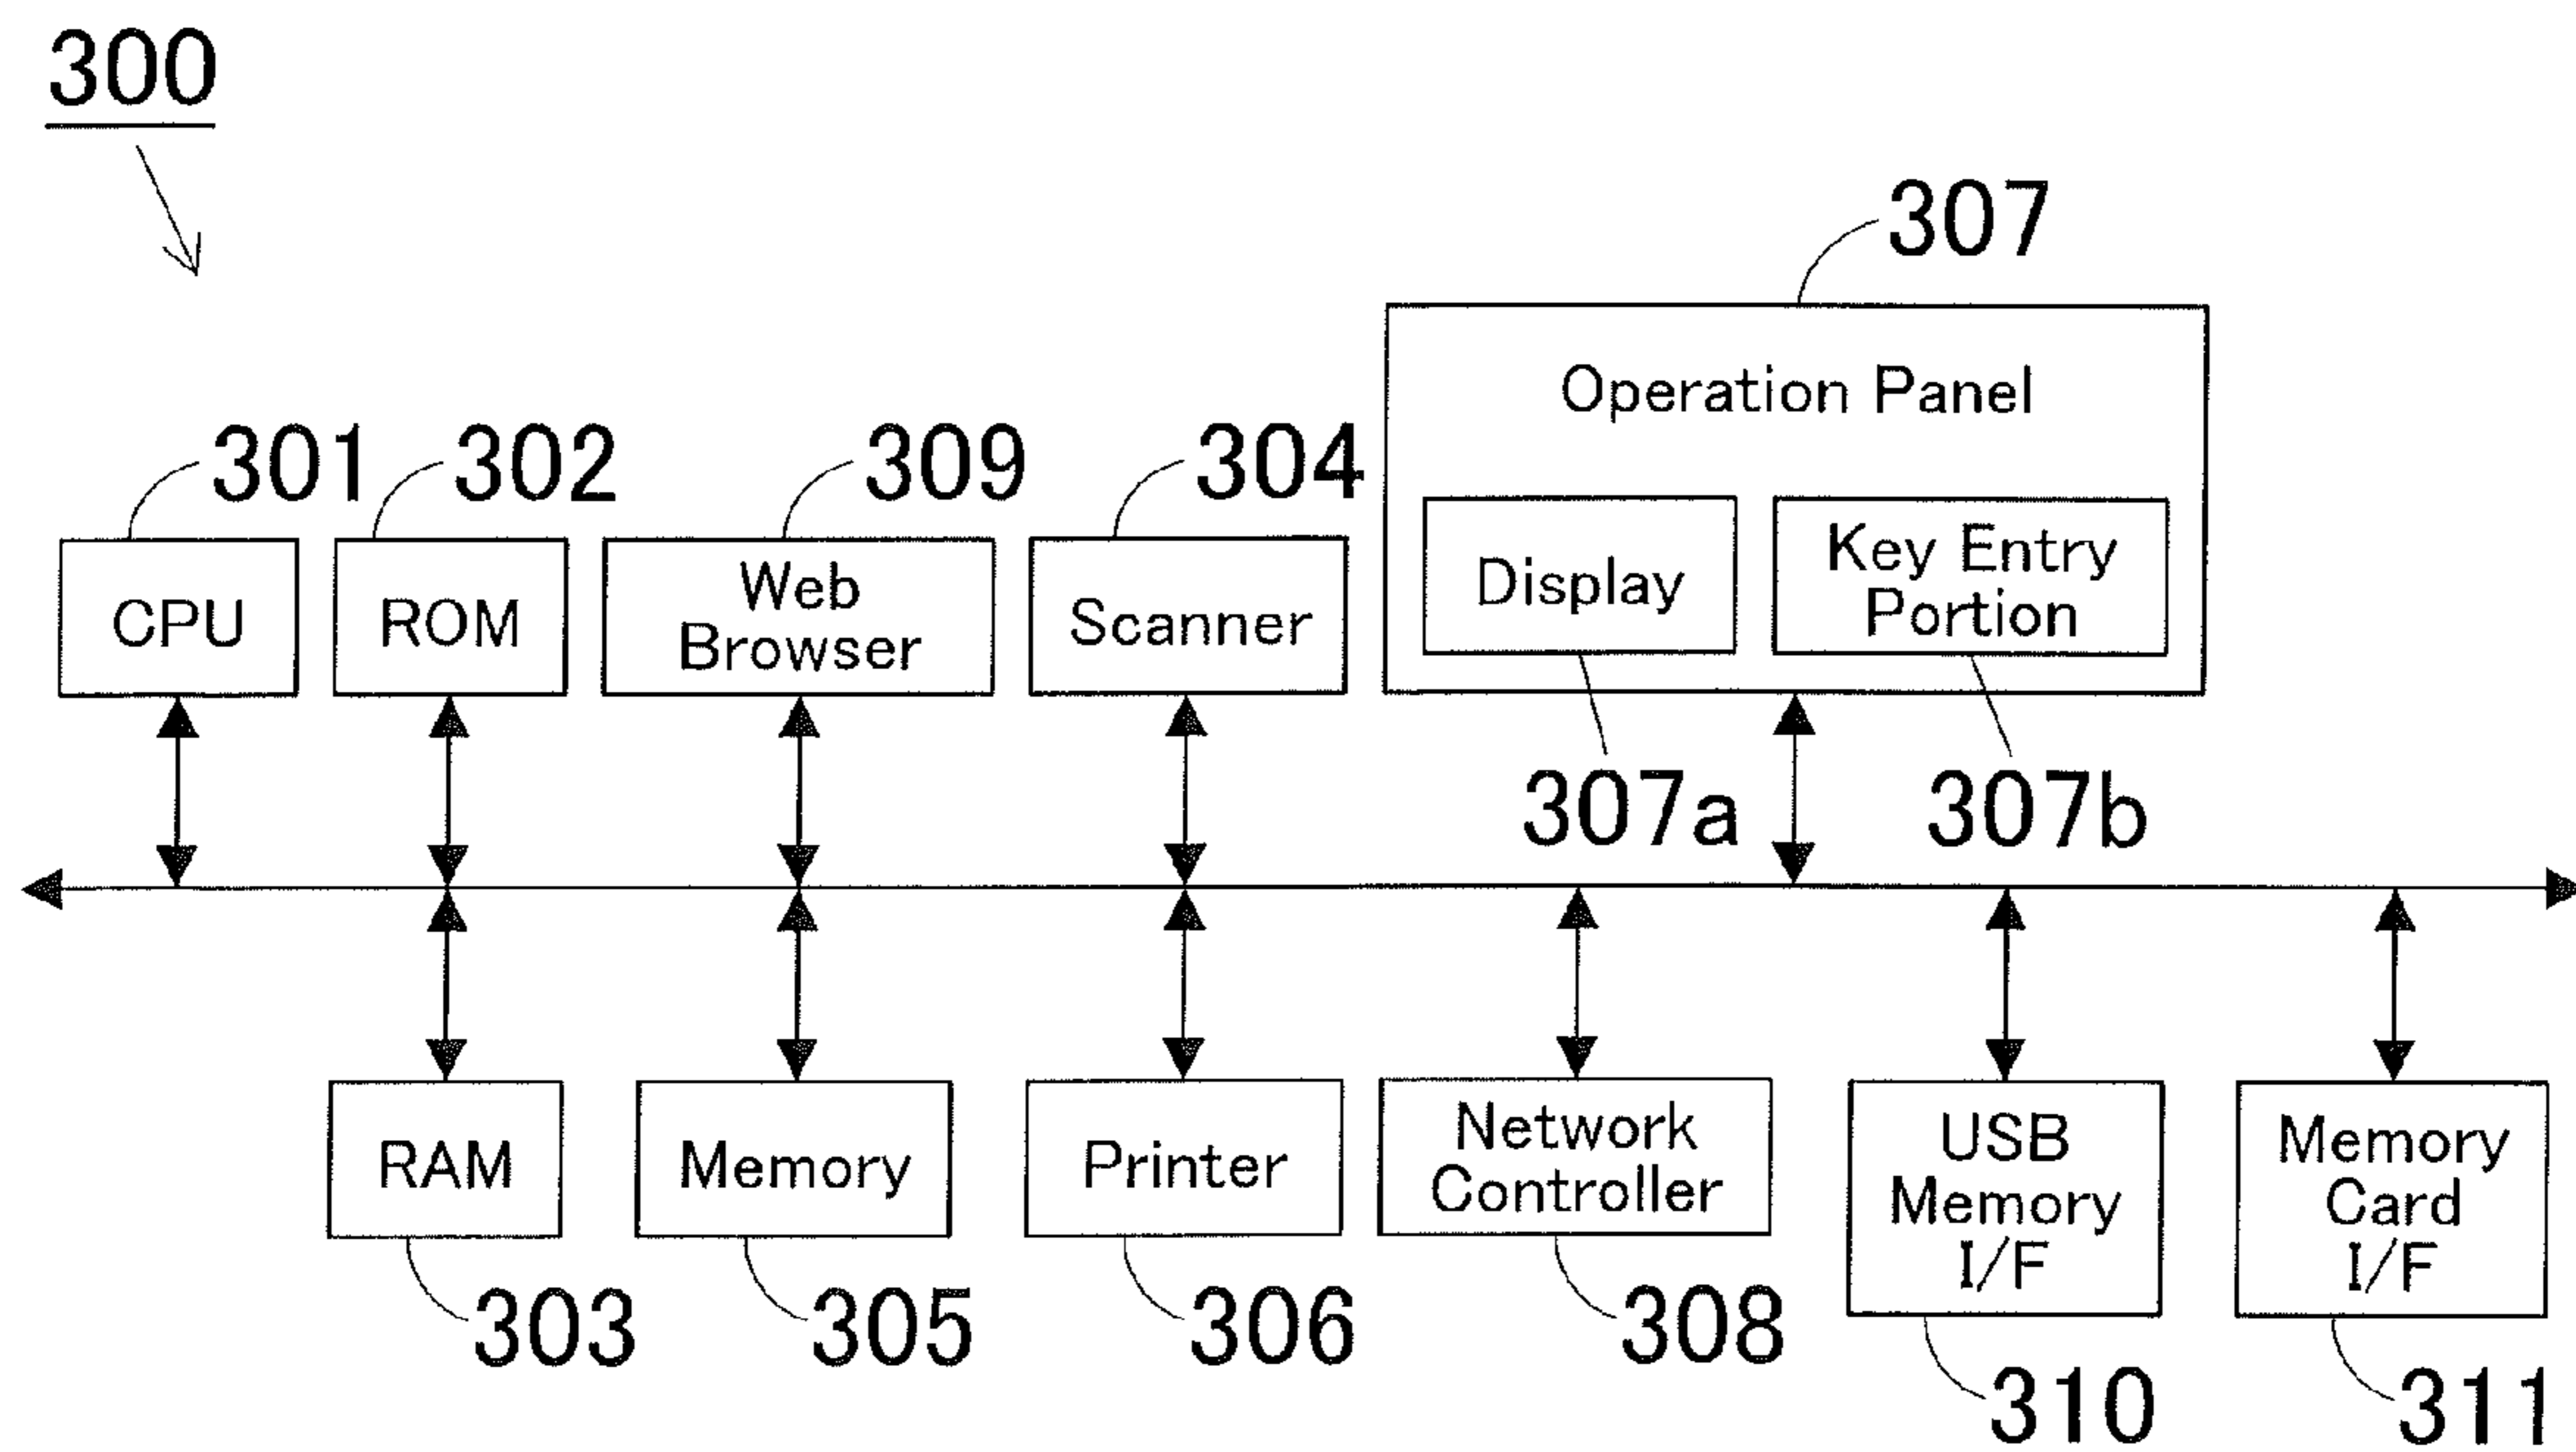 300
307
Operation Panel
301
302
309
304
CPU
ROM
Web
Browser
Scanner
Display
Key Entry
Portion
307a
307b
RAM
Memory
Printer
Network
Controller
USB
Memory
I/F
Memory
Card
I/F
303
305
306
308
310
311